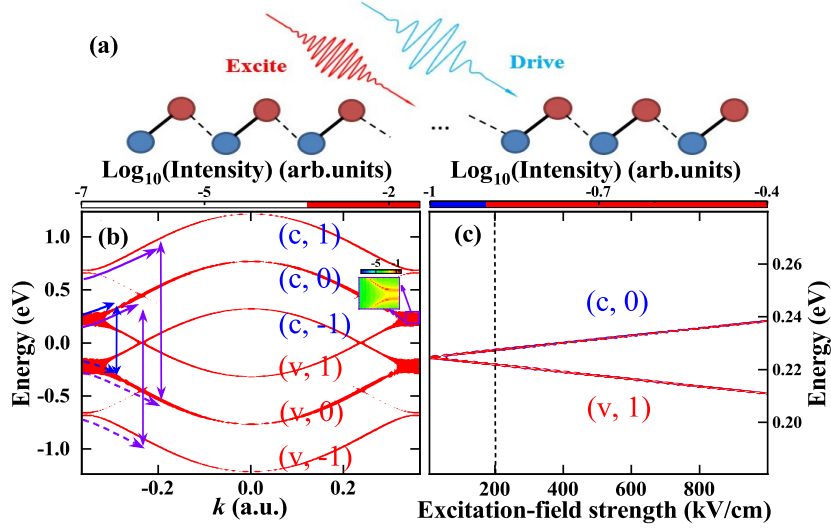 (a)
Excite
Drive
...
Log10(Intensity) (arb.units)
Log10(Intensity) (arb.units)
-7 -5 -2
-1 -0.7 -0.4
(b)
(c, 1)
(c, 0)
(c, -1)
(v, 1)
(v, 0)
(v, -1)
-5 -1
Energy (eV)
1.0
0.5
0.0
-0.5
-1.0
-0.2 0.0 0.2
k (a.u.)
(c)
(c, 0)
(v, 1)
0.26
0.24
0.22
0.20
Energy (eV)
200 400 600 800
Excitation-field strength (kV/cm)